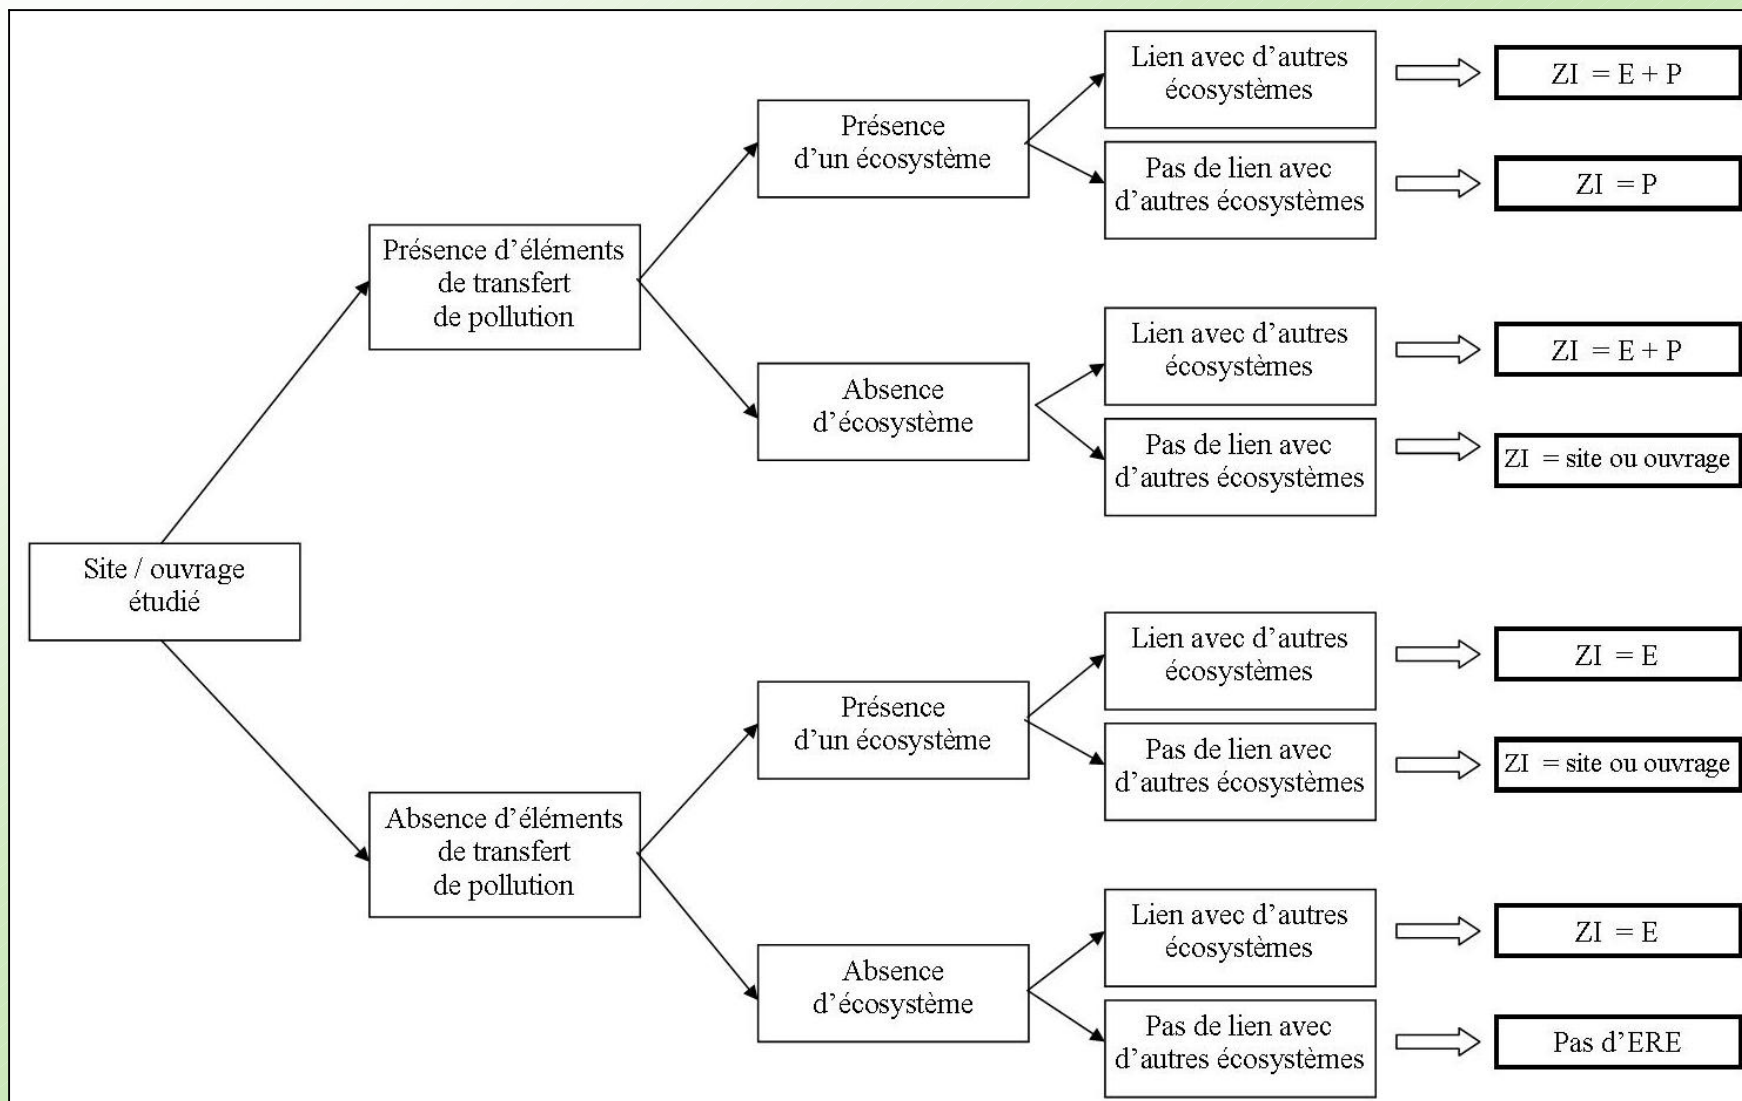 Site / ouvrage
étudié
Présence d'éléments
de transfert
de pollution
Absence d'éléments
de transfert
de pollution
Présence
d'un écosystème
Absence
d'écosystème
Présence
d'un écosystème
Absence
d'écosystème
Lien avec d'autres
écosystèmes
ZI = E + P
Pas de lien avec
d'autres écosystèmes
ZI = P
Lien avec d'autres
écosystèmes
ZI = E + P
Pas de lien avec
d'autres écosystèmes
ZI = site ou ouvrage
Lien avec d'autres
écosystèmes
ZI = E
Pas de lien avec
d'autres écosystèmes
ZI = site ou ouvrage
Lien avec d'autres
écosystèmes
ZI = E
Pas de lien avec
d'autres écosystèmes
Pas d'ERE